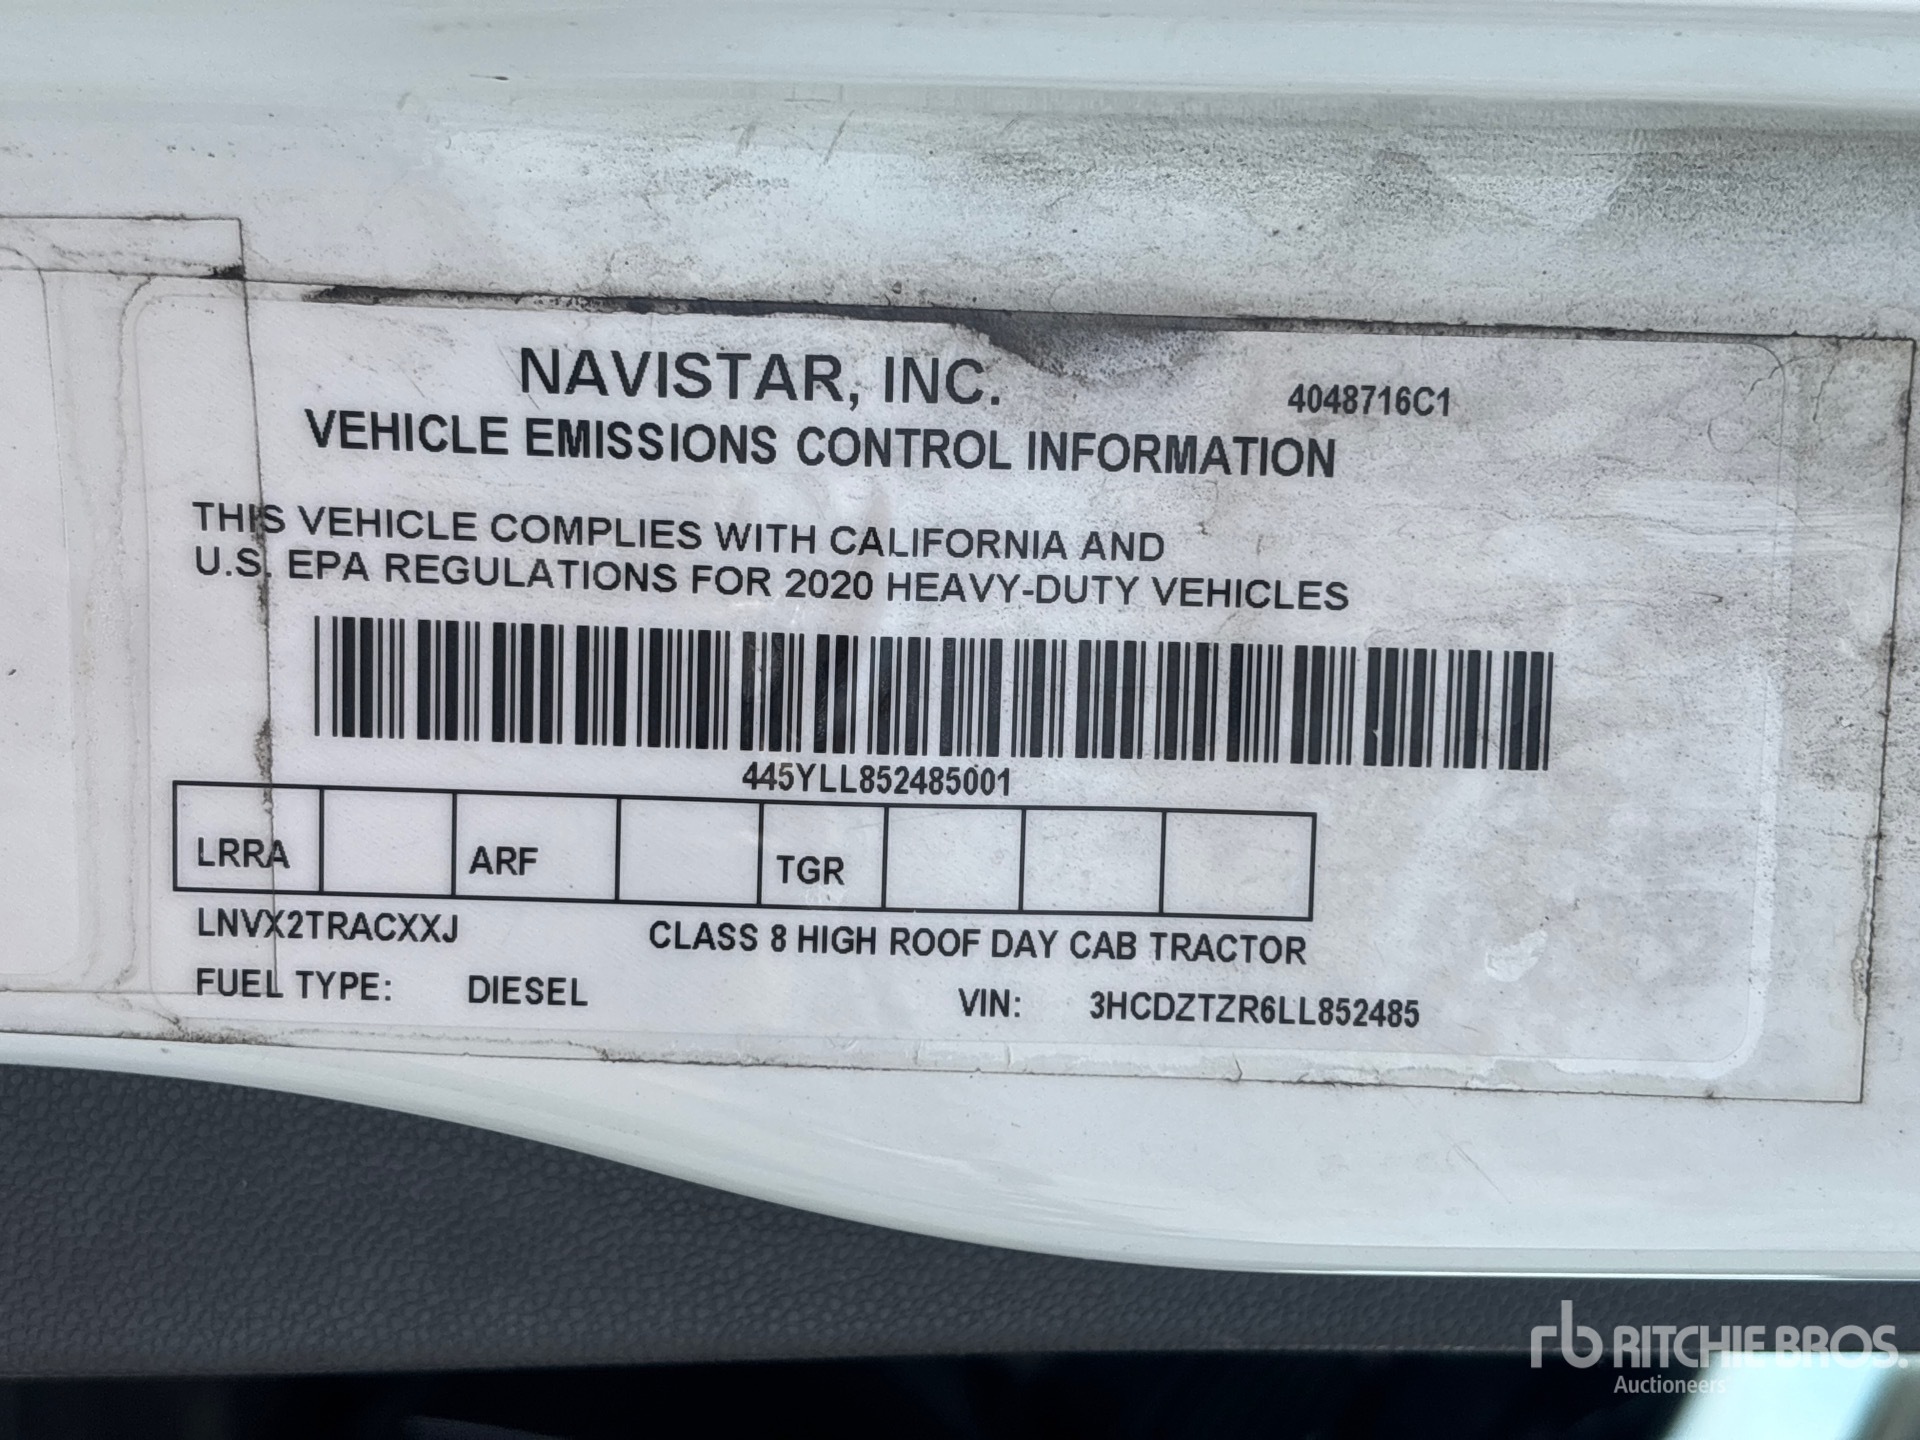 NAVISTAR, INC.
4048716C1
VEHICLE EMISSIONS CONTROL INFORMATION
THIS VEHICLE COMPLIES WITH CALIFORNIA AND
U.S. EPA REGULATIONS FOR 2020 HEAVY-DUTY VEHICLES
445YLL852485001
LRRA ARF TGR
LNVX2TRACXXJ CLASS 8 HIGH ROOF DAY CAB TRACTOR
FUEL TYPE: DIESEL VIN: 3HCDZTZR6LL852485
rb RITCHIE BROS.
Auctioneers